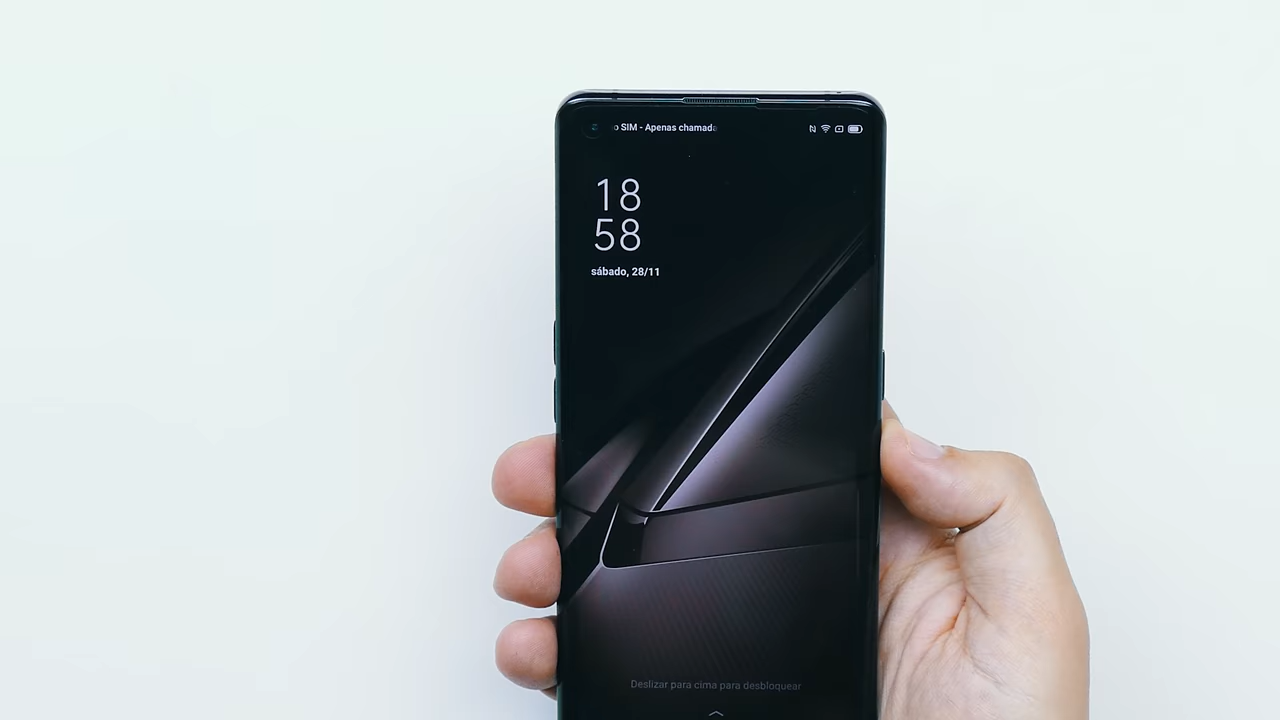 o SIM - Apenas chamada
18
58
sábado, 28/11
Deslizar para cima para desbloquear